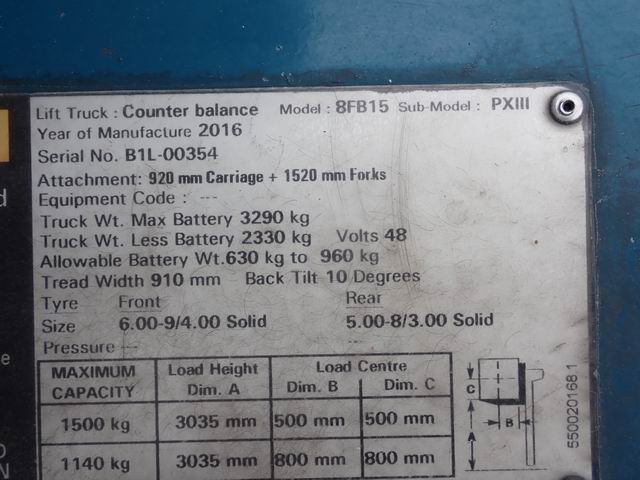 Lift Truck : Counter balance Model : 8FB15 Sub-Model : PXIII
Year of Manufacture 2016
Serial No. B1L-00354
Attachment: 920 mm Carriage + 1520 mm Forks
Equipment Code : ---
Truck Wt. Max Battery 3290 kg
Truck Wt. Less Battery 2330 kg Volts 48
Allowable Battery Wt.630 kg to 960 kg
Tread Width 910 mm Back Tilt 10 Degrees
Tyre Front Rear
Size 6.00-9/4.00 Solid 5.00-8/3.00 Solid
Pressure --
MAXIMUM CAPACITY Load Height Dim. A Load Centre Dim. B Dim. C
1500 kg 3035 mm 500 mm 500 mm
1140 kg 3035 mm 800 mm 800 mm
C
B
A
550020168.1